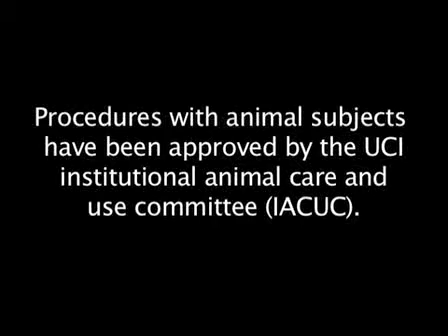 Procedures with animal subjects
have been approved by the UCI
institutional animal care and
use committee (IACUC).